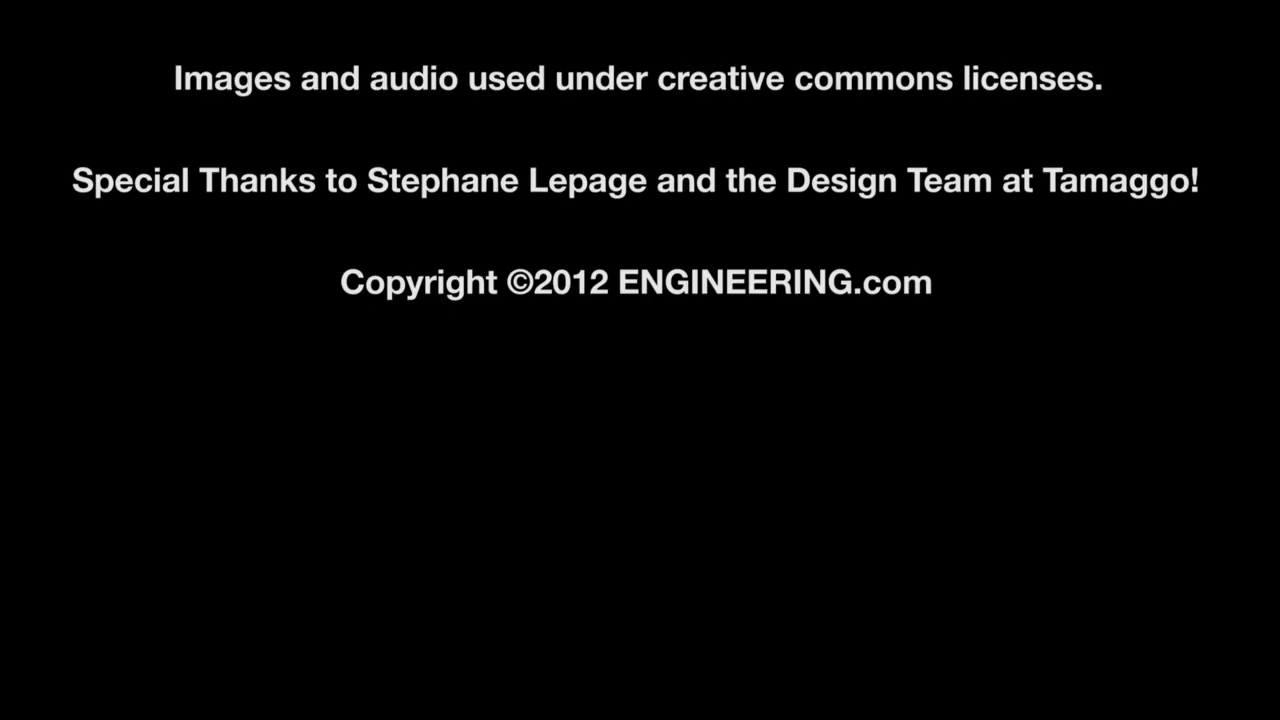 Images and audio used under creative commons licenses.
Special Thanks to Stephane Lepage and the Design Team at Tamaggo!
Copyright ©2012 ENGINEERING.com